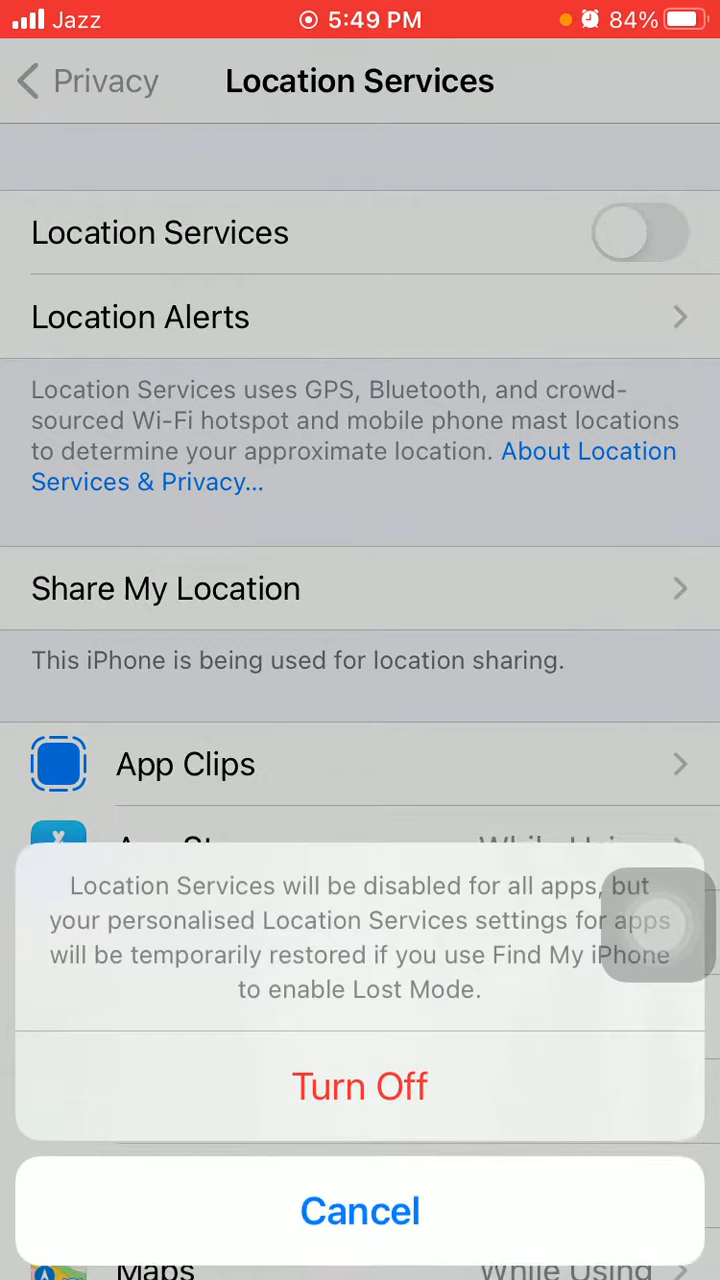 Jazz 5:49 PM 84%
Privacy Location Services
Location Services
Location Alerts
Location Services uses GPS, Bluetooth, and crowd-
sourced Wi-Fi hotspot and mobile phone mast locations
to determine your approximate location. About Location
Services & Privacy...
Share My Location
This iPhone is being used for location sharing.
App Clips
Location Services will be disabled for all apps, but
your personalised Location Services settings for apps
will be temporarily restored if you use Find My iPhone
to enable Lost Mode.
Turn Off
Cancel
Maps While Using